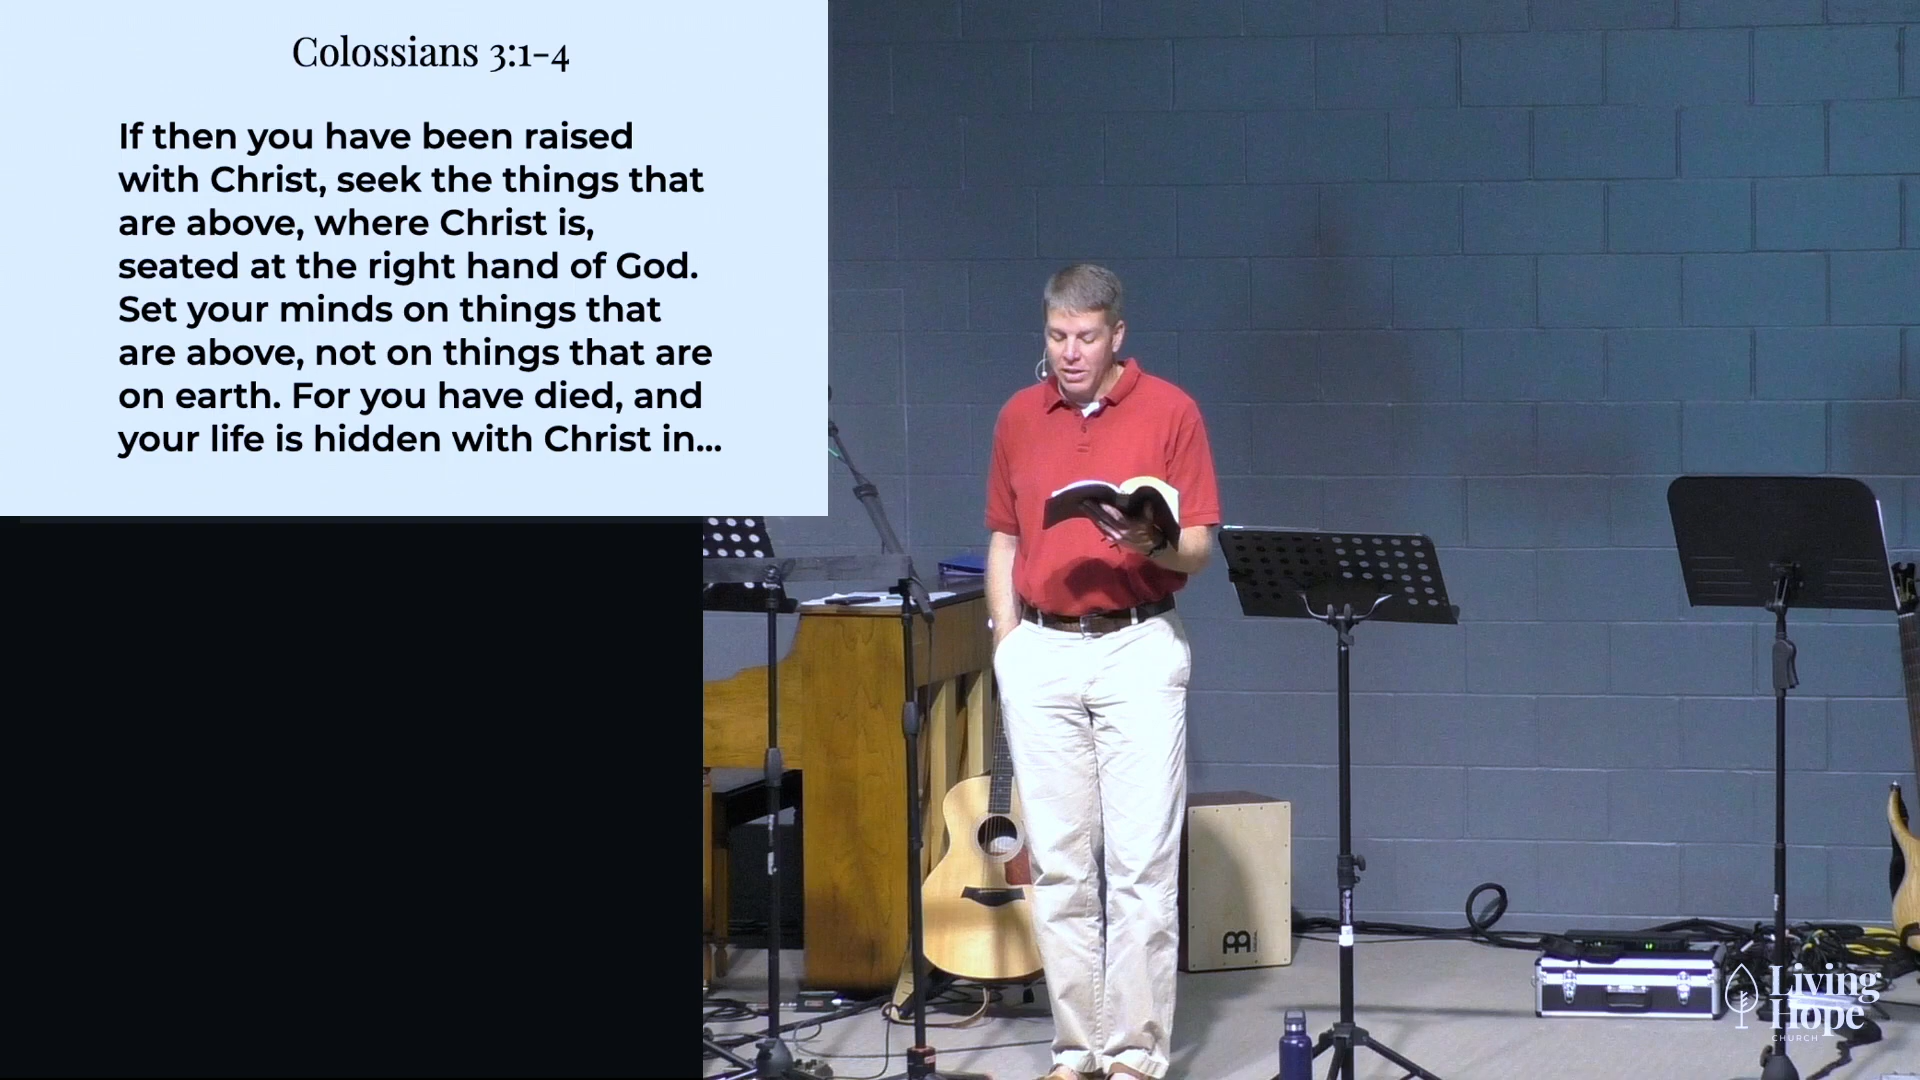 Colossians 3:1-4
If then you have been raised
with Christ, seek the things that
are above, where Christ is,
seated at the right hand of God.
Set your minds on things that
are above, not on things that are
on earth. For you have died, and
your life is hidden with Christ in...
Living
Hope
CHURCH